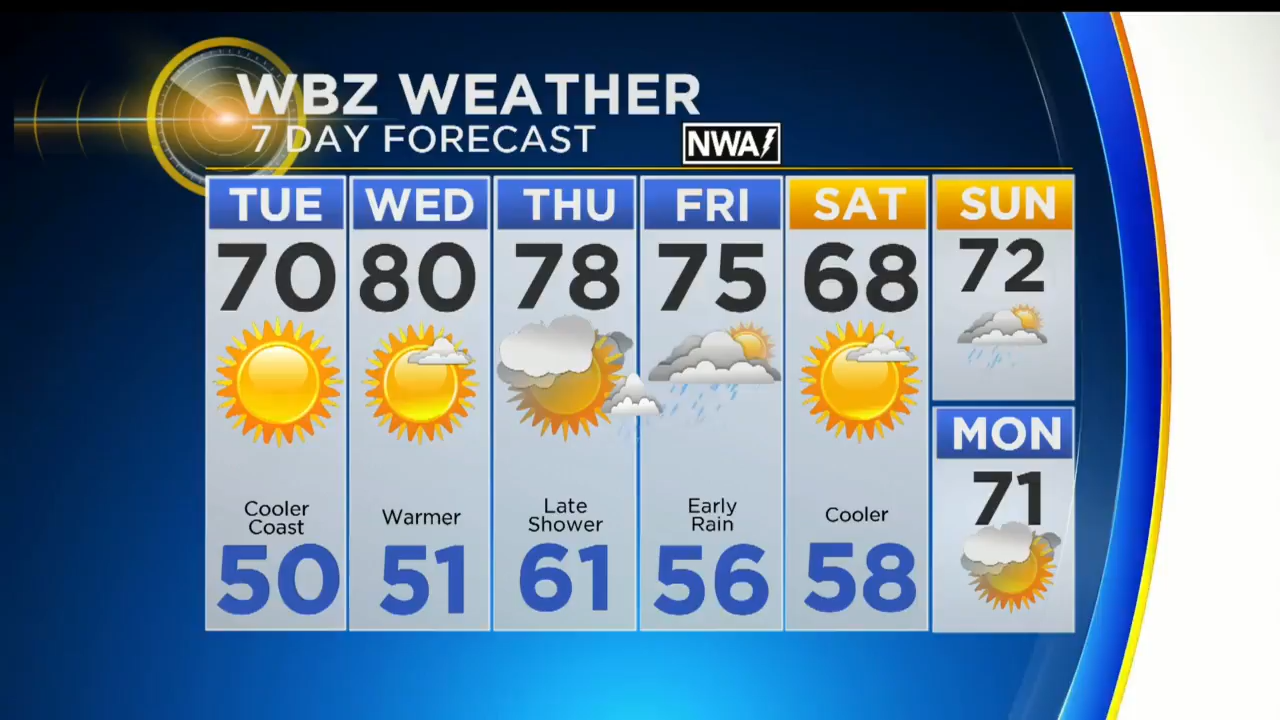 WBZ WEATHER
7 DAY FORECAST
NWA
TUE WED THU FRI SAT SUN
70 80 78 75 68 72
Cooler
Coast
Warmer
Late
Shower
Early
Rain
Cooler
50 51 61 56 58
MON
71